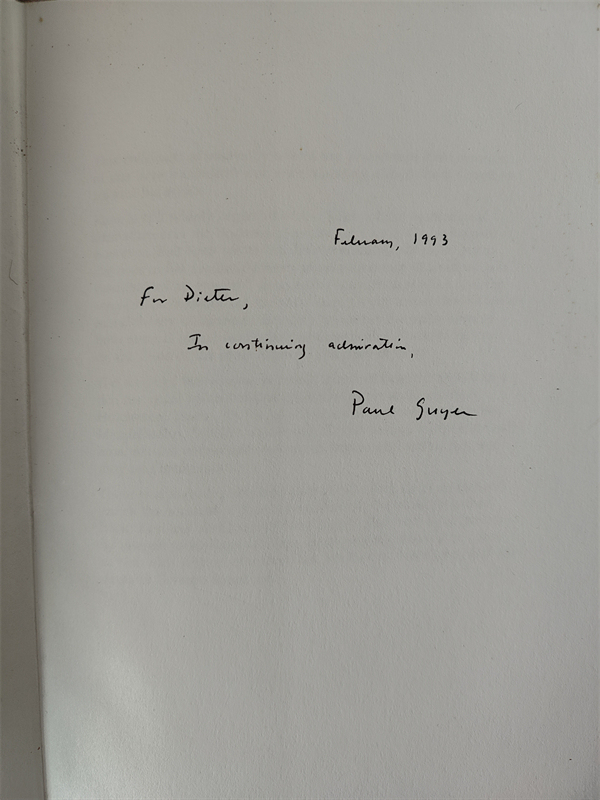 February, 1993
For Dieter,
In continuing admiration,
Paul Guyer